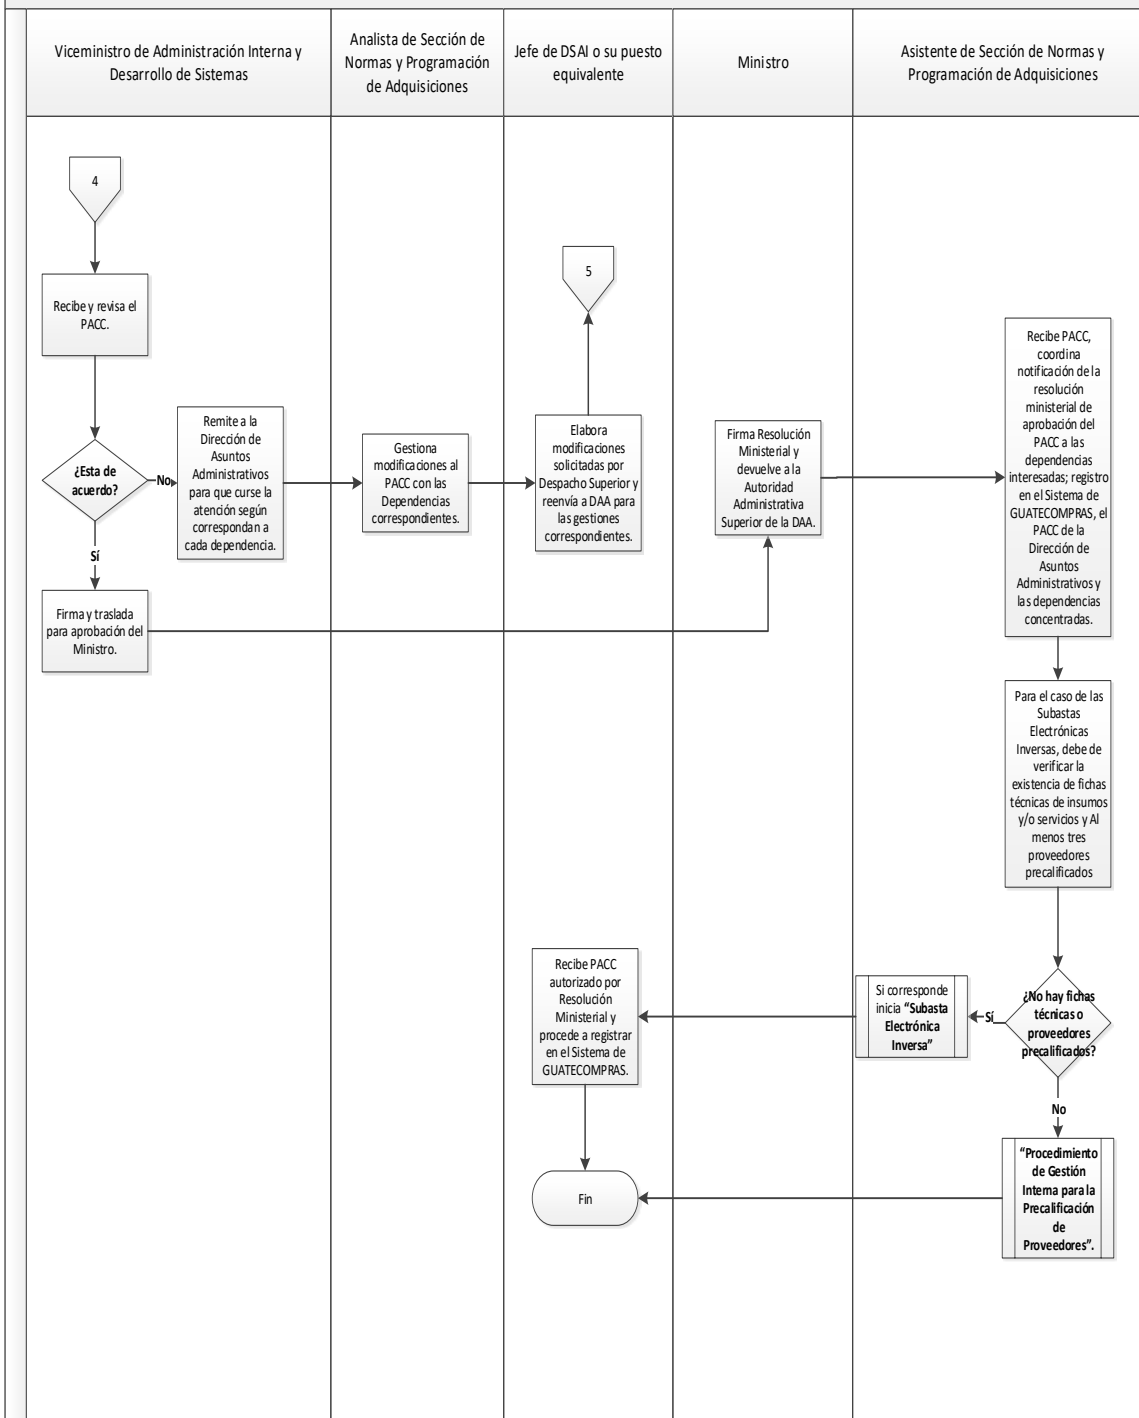 Viceministro de Administración Interna y
Desarrollo de Sistemas
Analista de Sección de
Normas y Programación
de Adquisiciones
Jefe de DSAI o su puesto
equivalente
Ministro
Asistente de Sección de Normas y
Programación de Adquisiciones
4
Recibe y revisa el
PACC.
¿Esta de
acuerdo?
No
Sí
Firma y traslada
para aprobación del
Ministro.
Remite a la
Dirección de
Asuntos
Administrativos
para que curse la
atención según
correspondan a
cada dependencia.
Gestiona
modificaciones al
PACC con las
Dependencias
correspondientes.
5
Elabora
modificaciones
solicitadas por
Despacho Superior y
reenvía a DAA para
las gestiones
correspondientes.
Firma Resolución
Ministerial y
devuelve a la
Autoridad
Administrativa
Superior de la DAA.
Recibe PACC,
coordina
notificación de la
resolución
ministerial de
aprobación del
PACC a las
dependencias
interesadas; registro
en el Sistema de
GUATECOMPRAS, el
PACC de la
Dirección de
Asuntos
Administrativos y
las dependencias
concentradas.
Para el caso de las
Subastas
Electrónicas
Inversas, debe de
verificar la
existencia de fichas
técnicas de insumos
y/o servicios y Al
menos tres
proveedores
precalificados
¿No hay fichas
técnicas o
proveedores
precalificados?
Sí
No
Si corresponde
inicia “Subasta
Electrónica
Inversa”
Recibe PACC
autorizado por
Resolución
Ministerial y
procede a registrar
en el Sistema de
GUATECOMPRAS.
“Procedimiento
de Gestión
Interna para la
Precalificación
de
Proveedores”.
Fin